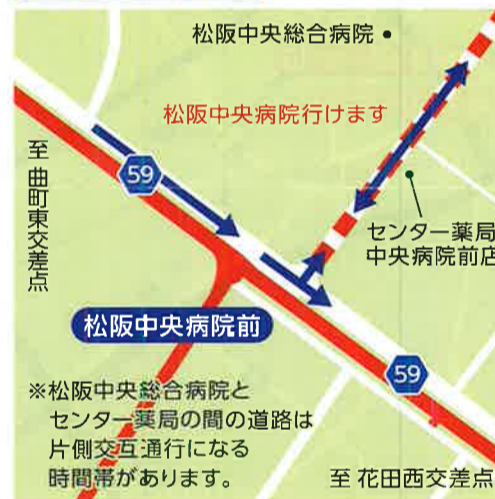 松阪中央総合病院
松阪中央病院行けます
59
至 曲町東交差点
センター薬局
中央病院前店
松阪中央病院前
59
※松阪中央総合病院と
センター薬局の間の道路は
片側交互通行になる
時間帯があります。
至 花田西交差点